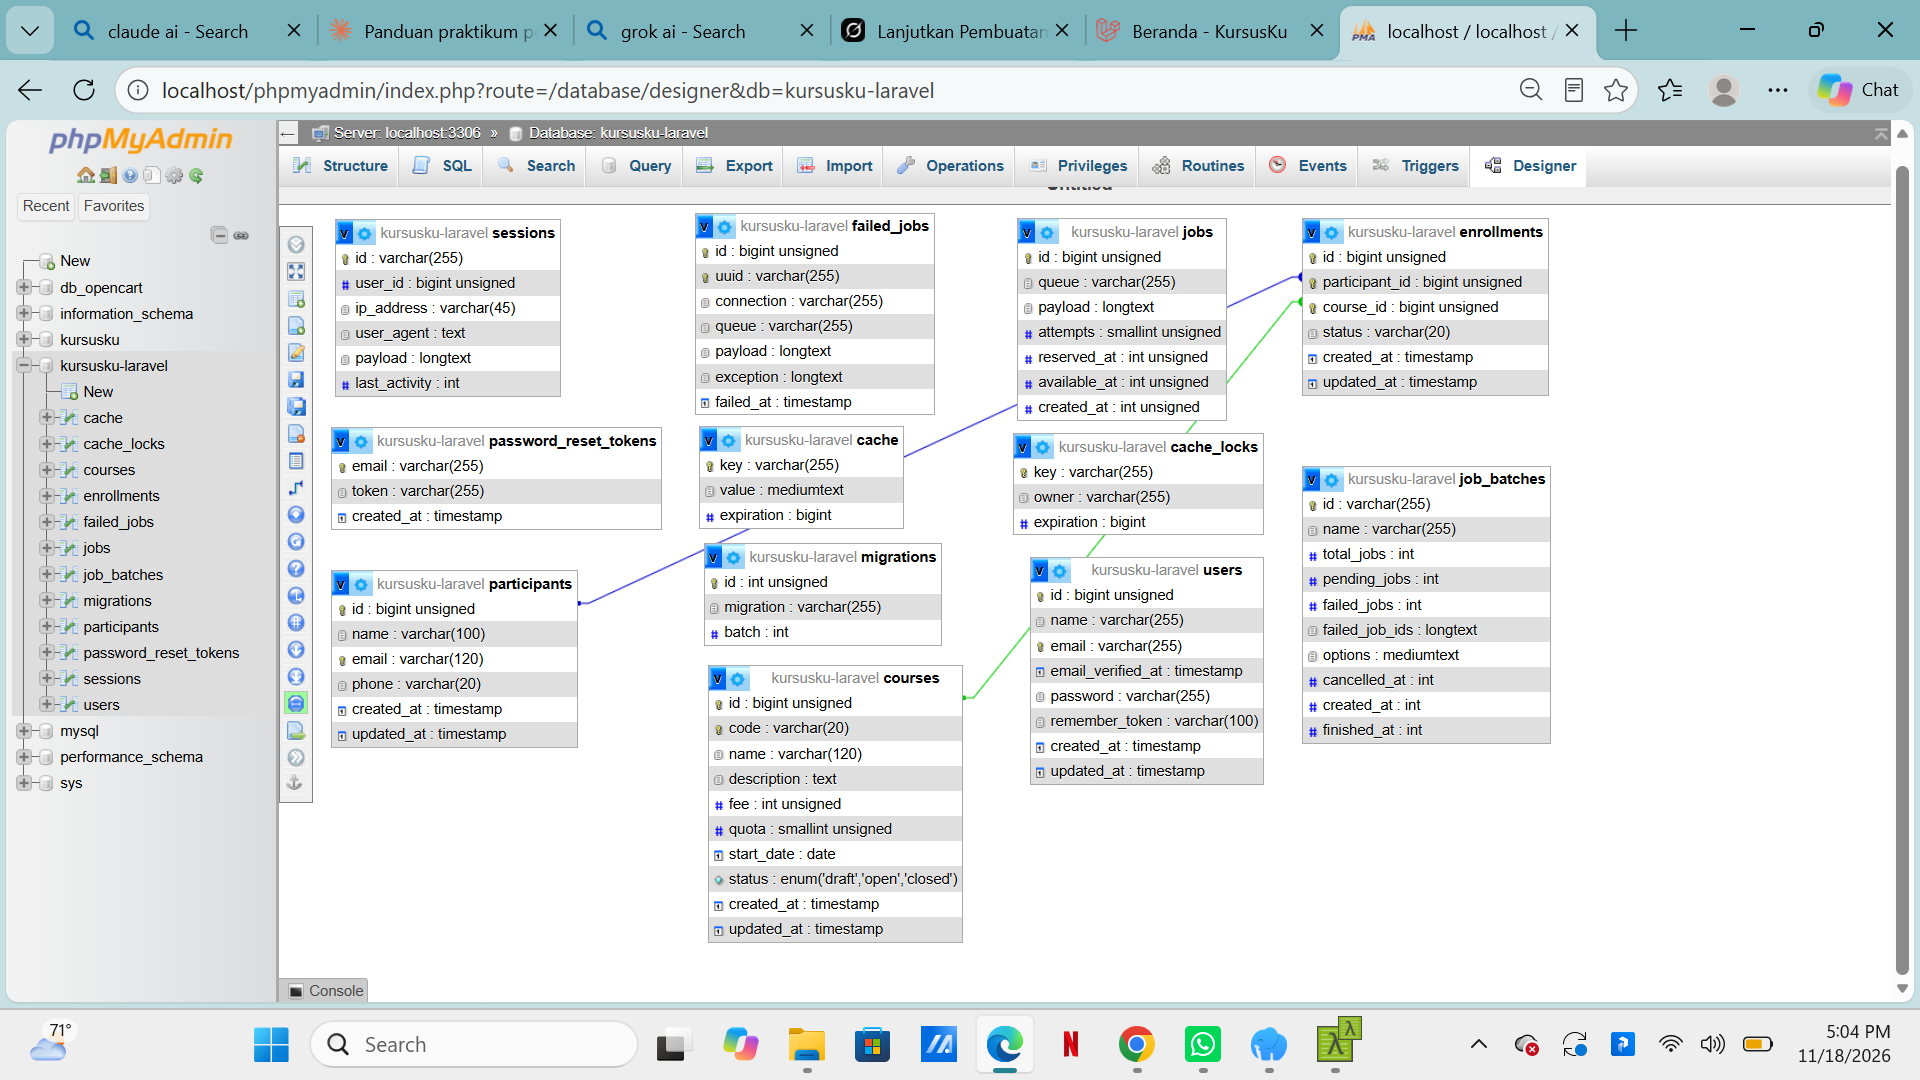 claude ai - Search
Panduan praktikum p
grok ai - Search
Lanjutkan Pembuatan
Beranda - KursusKu
PMA
localhost / localhost /
localhost/phpmyadmin/index.php?route=/database/designer&db=kursusku-laravel
Chat
phpMyAdmin
Recent
Favorites
New
db_opencart
information_schema
kursusku
kursusku-laravel
New
cache
cache_locks
courses
enrollments
failed_jobs
jobs
job_batches
migrations
participants
password_reset_tokens
sessions
users
mysql
performance_schema
sys
Server: localhost:3306 » Database: kursusku-laravel
Structure
SQL
Search
Query
Export
Import
Operations
Privileges
Routines
Events
Triggers
Designer
Untitled
v kursusku-laravel sessions
id : varchar(255)
# user_id : bigint unsigned
ip_address : varchar(45)
user_agent : text
payload : longtext
# last_activity : int
v kursusku-laravel failed_jobs
id : bigint unsigned
uuid : varchar(255)
connection : varchar(255)
queue : varchar(255)
payload : longtext
exception : longtext
failed_at : timestamp
v kursusku-laravel jobs
id : bigint unsigned
queue : varchar(255)
payload : longtext
# attempts : smallint unsigned
# reserved_at : int unsigned
# available_at : int unsigned
# created_at : int unsigned
v kursusku-laravel enrollments
id : bigint unsigned
participant_id : bigint unsigned
course_id : bigint unsigned
status : varchar(20)
created_at : timestamp
updated_at : timestamp
v kursusku-laravel password_reset_tokens
email : varchar(255)
token : varchar(255)
created_at : timestamp
v kursusku-laravel cache
key : varchar(255)
value : mediumtext
# expiration : bigint
v kursusku-laravel cache_locks
key : varchar(255)
owner : varchar(255)
# expiration : bigint
v kursusku-laravel job_batches
id : varchar(255)
name : varchar(255)
# total_jobs : int
# pending_jobs : int
# failed_jobs : int
failed_job_ids : longtext
options : mediumtext
# cancelled_at : int
# created_at : int
# finished_at : int
v kursusku-laravel participants
id : bigint unsigned
name : varchar(100)
email : varchar(120)
phone : varchar(20)
created_at : timestamp
updated_at : timestamp
v kursusku-laravel migrations
id : int unsigned
migration : varchar(255)
# batch : int
v kursusku-laravel users
id : bigint unsigned
name : varchar(255)
email : varchar(255)
email_verified_at : timestamp
password : varchar(255)
remember_token : varchar(100)
created_at : timestamp
updated_at : timestamp
v kursusku-laravel courses
id : bigint unsigned
code : varchar(20)
name : varchar(120)
description : text
# fee : int unsigned
# quota : smallint unsigned
start_date : date
status : enum('draft','open','closed')
created_at : timestamp
updated_at : timestamp
Console
71°
Search
5:04 PM
11/18/2026